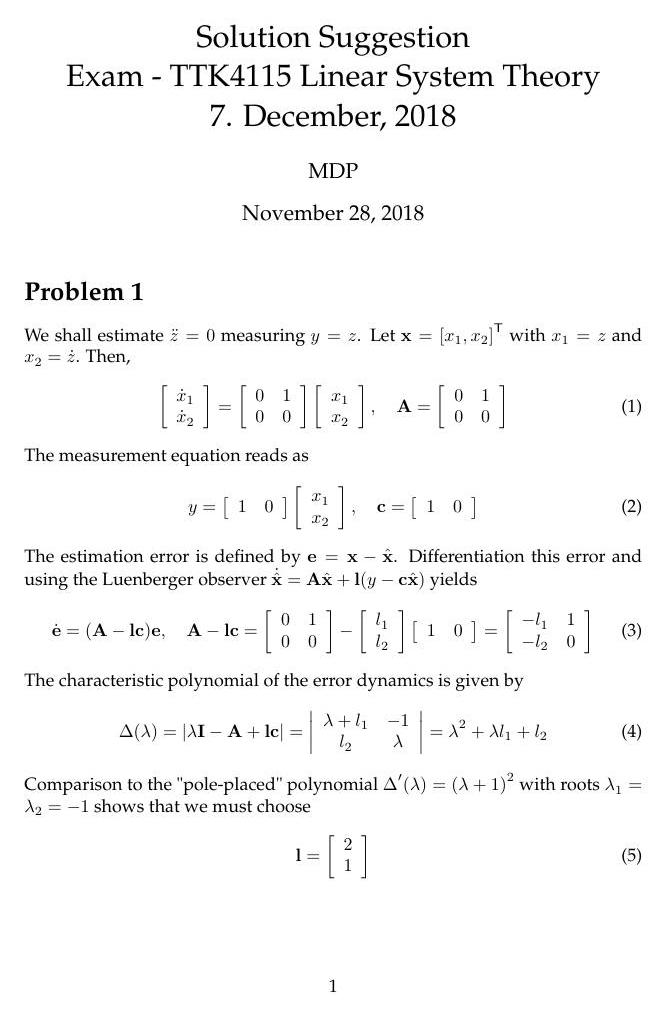 Solution Suggestion
Exam - TTK4115 Linear System Theory
7. December, 2018
MDP
November 28, 2018
Problem 1
We shall estimate z̈ = 0 measuring y = z. Let x = [x₁, x₂]ᵀ with x₁ = z and
x₂ = ż. Then,
[ ẋ₁ ; ẋ₂ ] = [ 0 1 ; 0 0 ] [ x₁ ; x₂ ], A = [ 0 1 ; 0 0 ] (1)
The measurement equation reads as
y = [ 1 0 ] [ x₁ ; x₂ ], c = [ 1 0 ] (2)
The estimation error is defined by e = x − x̂. Differentiation this error and
using the Luenberger observer x̂̇ = Ax̂ + l(y − cx̂) yields
ė = (A − lc)e, A − lc = [ 0 1 ; 0 0 ] − [ l₁ ; l₂ ] [ 1 0 ] = [ −l₁ 1 ; −l₂ 0 ] (3)
The characteristic polynomial of the error dynamics is given by
Δ(λ) = |λI − A + lc| = | λ + l₁ −1 ; l₂ λ | = λ² + λl₁ + l₂ (4)
Comparison to the "pole-placed" polynomial Δ′(λ) = (λ + 1)² with roots λ₁ =
λ₂ = −1 shows that we must choose
l = [ 2 ; 1 ] (5)
1